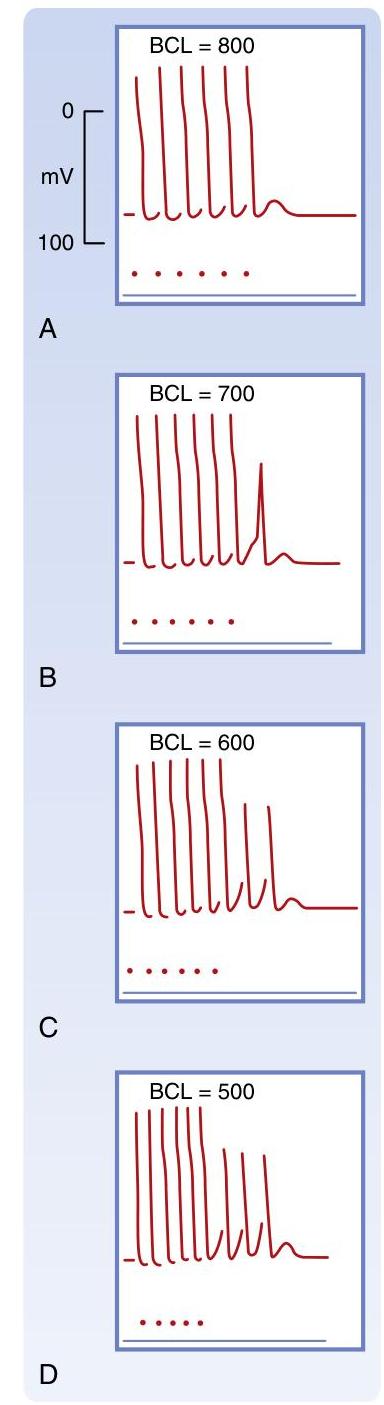 BCL = 800
0
mV
100
A
BCL = 700
B
BCL = 600
C
BCL = 500
D